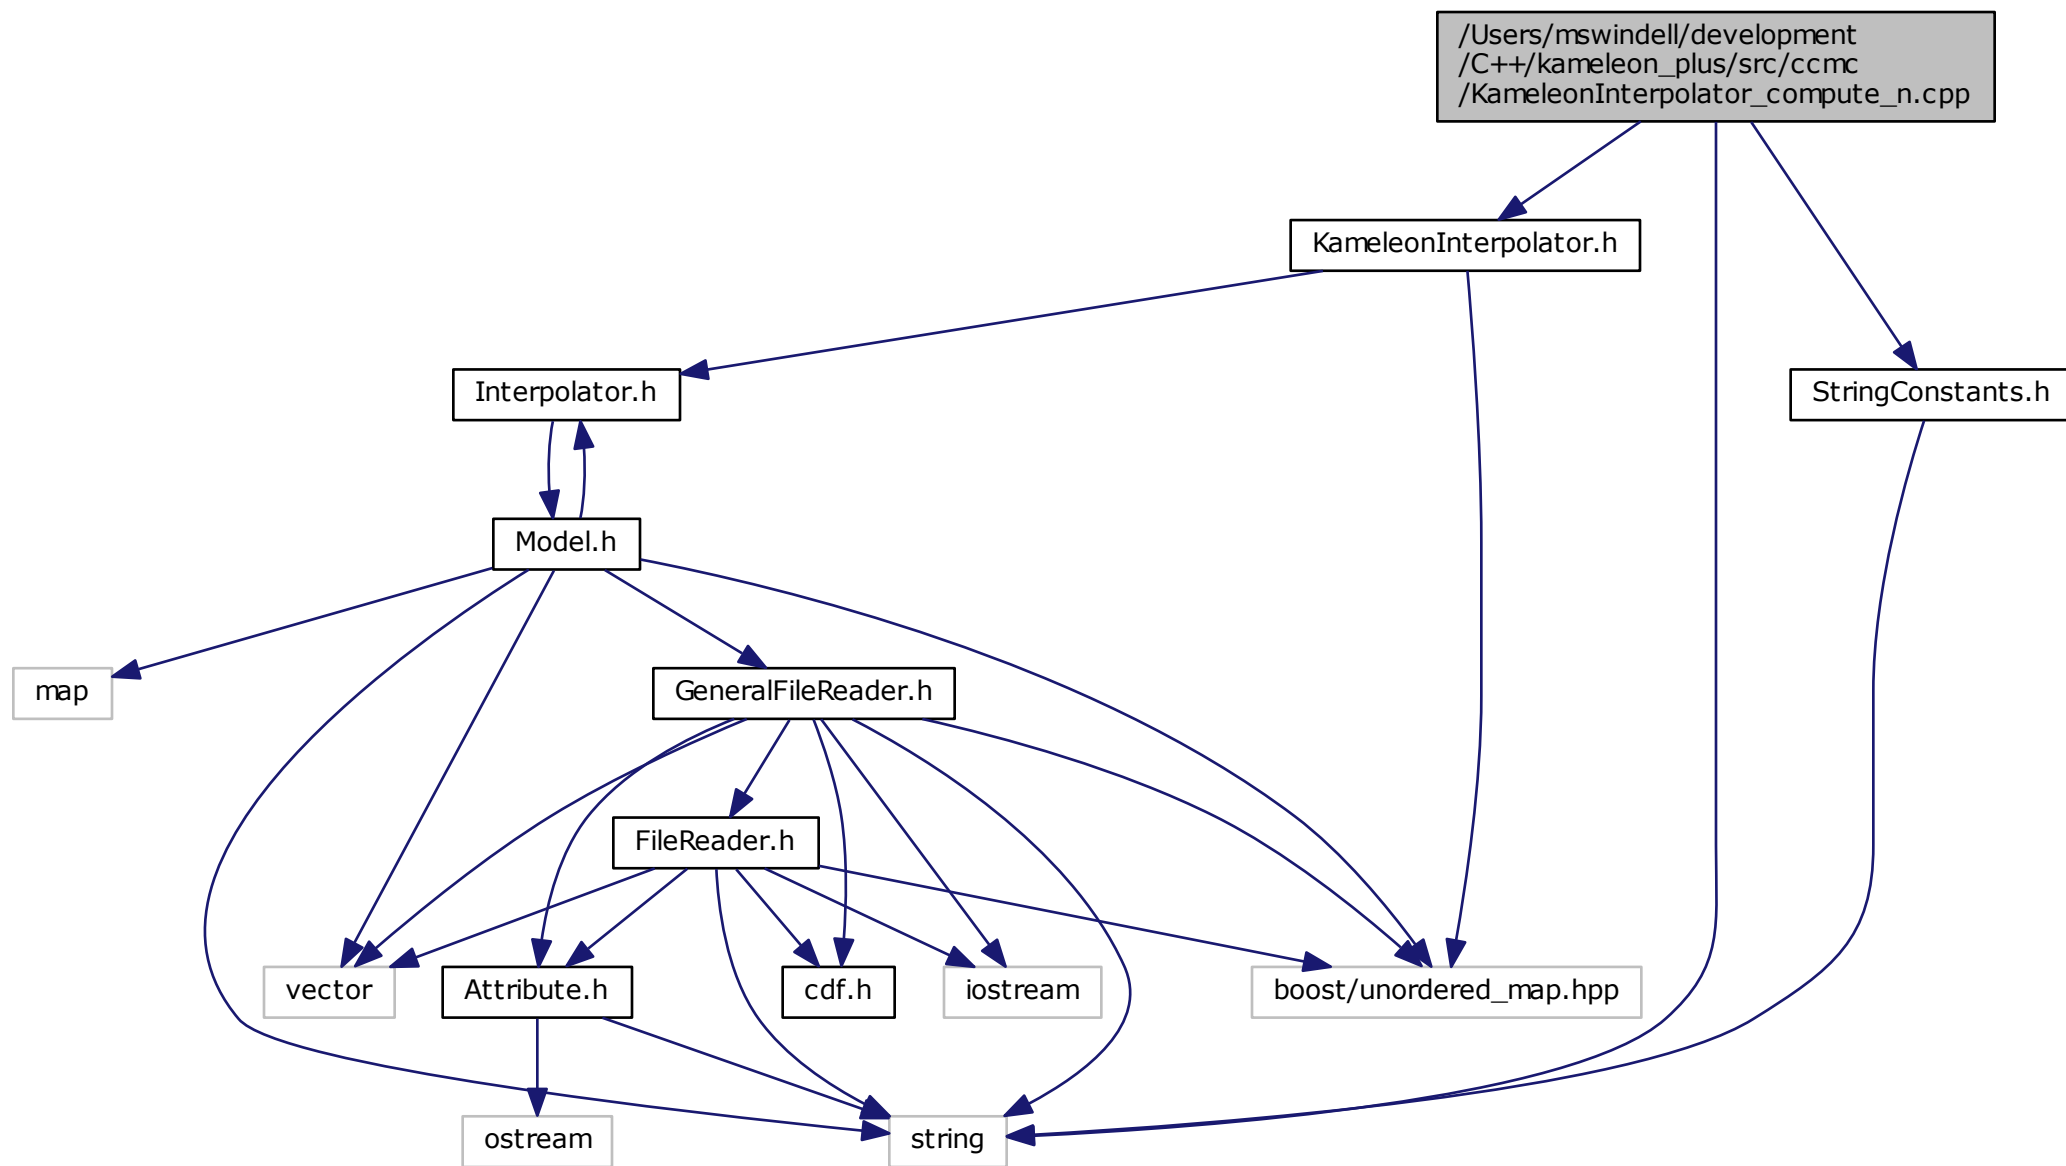 /Users/mswindell/development
/C++/kameleon_plus/src/ccmc
/KameleonInterpolator_compute_n.cpp
KameleonInterpolator.h
Interpolator.h
StringConstants.h
Model.h
map
GeneralFileReader.h
FileReader.h
vector
Attribute.h
cdf.h
iostream
boost/unordered_map.hpp
ostream
string